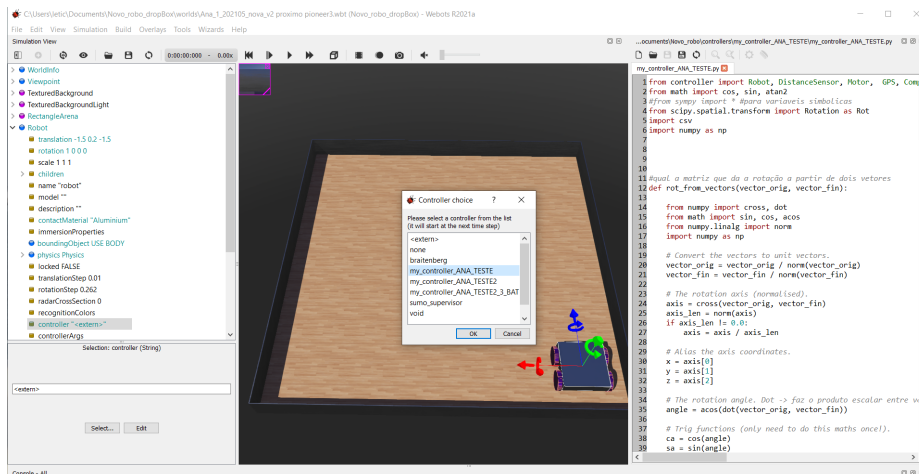 C:\Users\letic\Documents\Novo_robo_dropBox\worlds\Ana_1_202105_nova_v2 proximo pioneer3.wbt (Novo_robo_dropBox) - Webots R2021a
File Edit View Simulation Build Overlays Tools Wizards Help
Simulation View
0:00:00:000 - 0.00x
WorldInfo
Viewpoint
TexturedBackground
TexturedBackgroundLight
RectangleArena
Robot
translation -1.5 0.2 -1.5
rotation 1 0 0 0
scale 1 1 1
children
name "robot"
model ""
description ""
contactMaterial "Aluminium"
immersionProperties
boundingObject USE BODY
physics Physics
locked FALSE
translationStep 0.01
rotationStep 0.262
radarCrossSection 0
recognitionColors
controller "<extern>"
controllerArgs
Selection: controller (String)
<extern>
Select... Edit
Console - All
Controller choice
Please select a controller from the list
(it will start at the next time step)
<extern>
none
braitenberg
my_controller_ANA_TESTE
my_controller_ANA_TESTE2
my_controller_ANA_TESTE2_3_BAT
sumo_supervisor
void
OK Cancel
...ocuments\Novo_robo\controllers\my_controller_ANA_TESTE\my_controller_ANA_TESTE.py
my_controller_ANA_TESTE.py
1 from controller import Robot, DistanceSensor, Motor, GPS, Comp
2 from math import cos, sin, atan2
3 #from sympy import * #para variaveis simbolicas
4 from scipy.spatial.transform import Rotation as Rot
5 import csv
6 import numpy as np
7
8
9
10
11 #qual a matriz que da a rotação a partir de dois vetores
12 def rot_from_vectors(vector_orig, vector_fin):
13
14 from numpy import cross, dot
15 from math import sin, cos, acos
16 from numpy.linalg import norm
17 import numpy as np
18
19 # Convert the vectors to unit vectors.
20 vector_orig = vector_orig / norm(vector_orig)
21 vector_fin = vector_fin / norm(vector_fin)
22
23 # The rotation axis (normalised).
24 axis = cross(vector_orig, vector_fin)
25 axis_len = norm(axis)
26 if axis_len != 0.0:
27 axis = axis / axis_len
28
29 # Alias the axis coordinates.
30 x = axis[0]
31 y = axis[1]
32 z = axis[2]
33
34 # The rotation angle. Dot -> faz o produto escalar entre ve
35 angle = acos(dot(vector_orig, vector_fin))
36
37 # Trig functions (only need to do this maths once!).
38 ca = cos(angle)
39 sa = sin(angle)